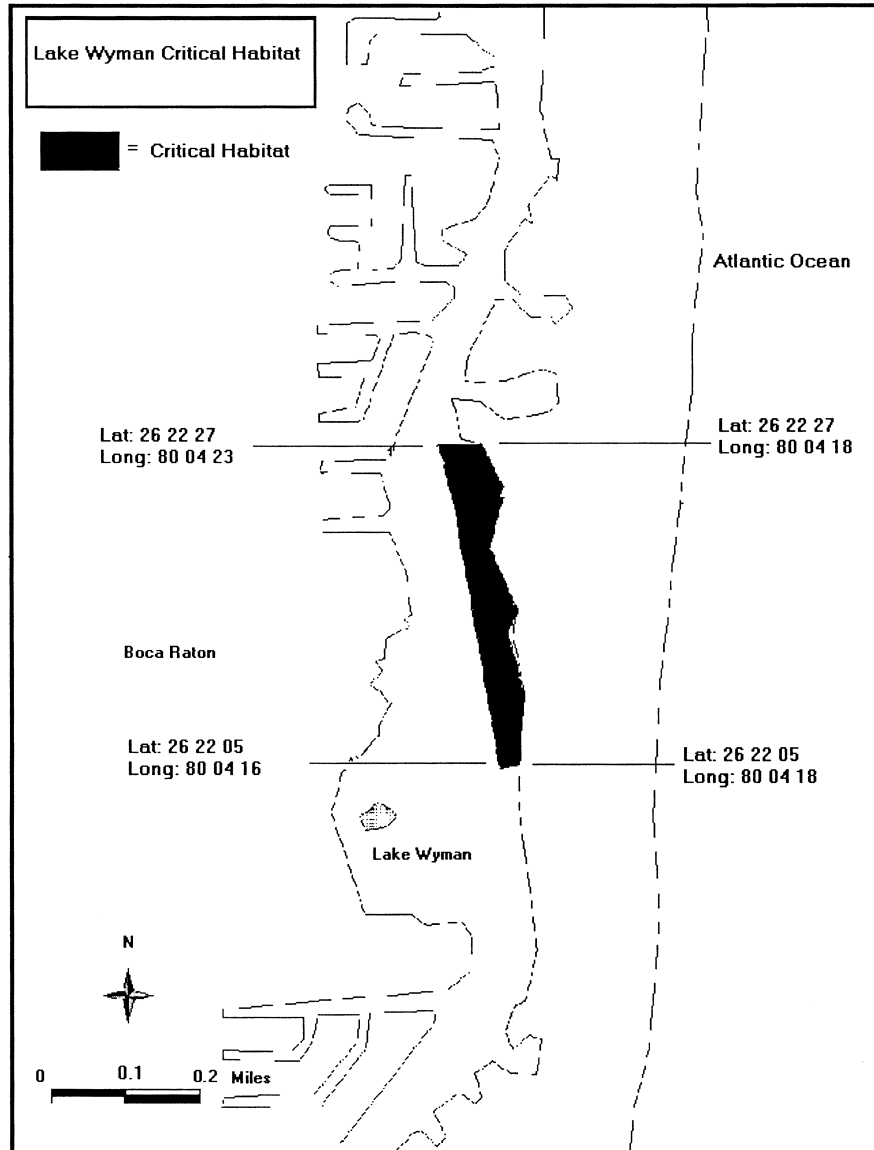 Lake Wyman Critical Habitat
= Critical Habitat
Atlantic Ocean
Lat: 26 22 27
Long: 80 04 23
Lat: 26 22 27
Long: 80 04 18
Boca Raton
Lat: 26 22 05
Long: 80 04 16
Lat: 26 22 05
Long: 80 04 18
Lake Wyman
N
0 0.1 0.2 Miles